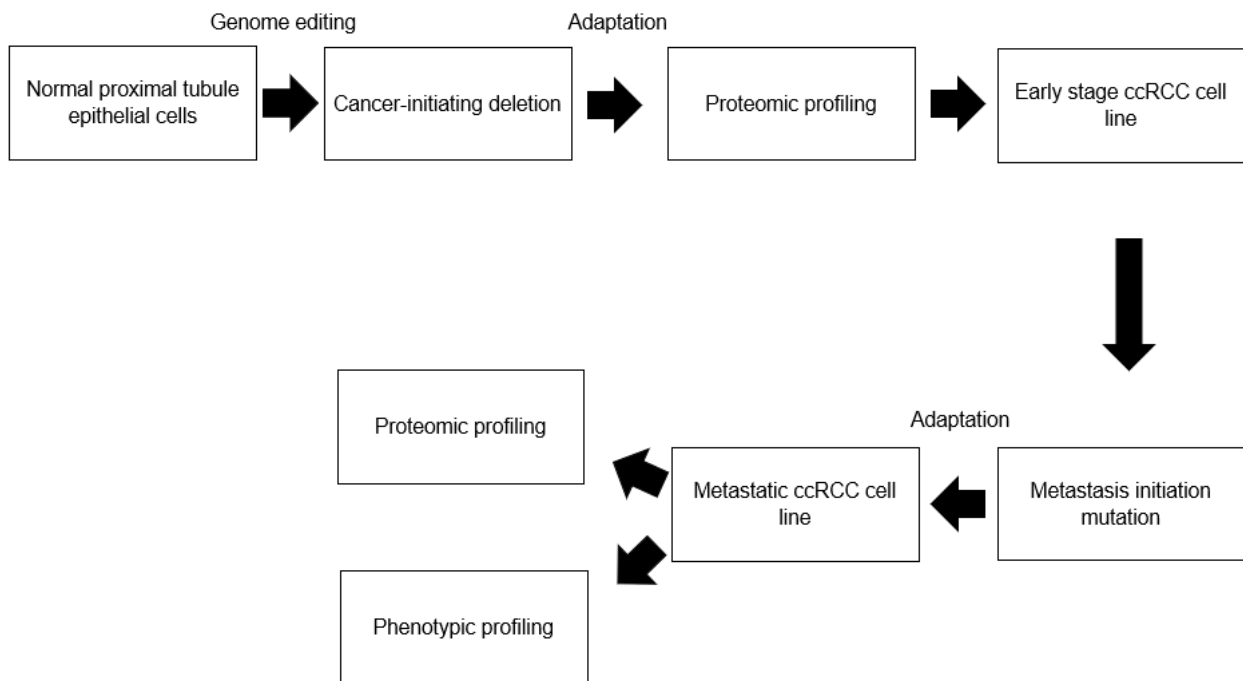 Genome editing
Adaptation
Normal proximal tubule
epithelial cells
Cancer-initiating deletion
Proteomic profiling
Early stage ccRCC cell
line
Proteomic profiling
Adaptation
Metastatic ccRCC cell
line
Metastasis initiation
mutation
Phenotypic profiling